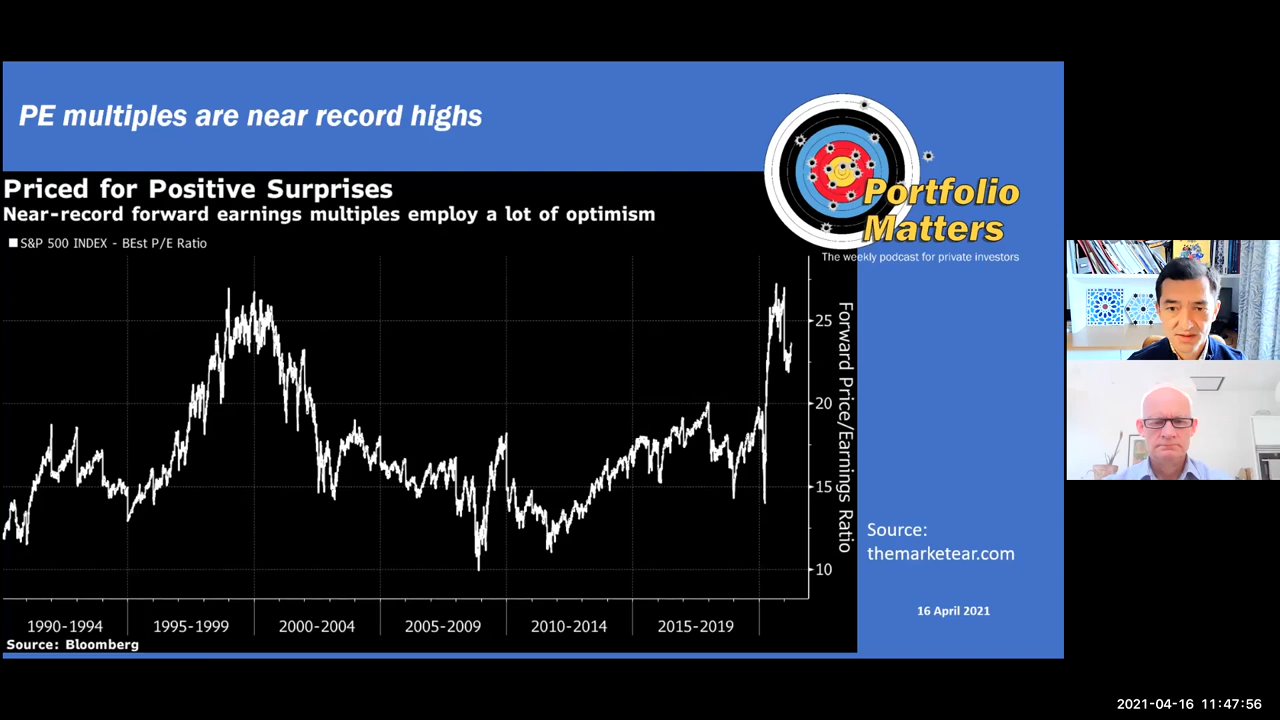 PE multiples are near record highs
Portfolio
Matters
The weekly podcast for private investors
Priced for Positive Surprises
Near-record forward earnings multiples employ a lot of optimism
S&P 500 INDEX - BEst P/E Ratio
25
20
15
10
Forward Price/Earnings Ratio
1990-1994
1995-1999
2000-2004
2005-2009
2010-2014
2015-2019
Source: Bloomberg
Source:
themarketear.com
16 April 2021
2021-04-16 11:47:56